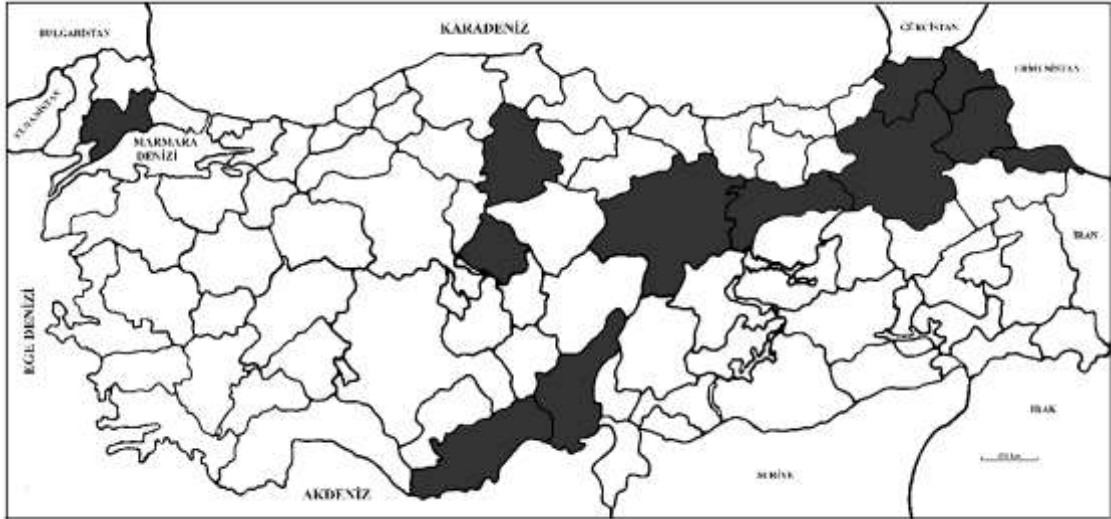 BULGARİSTAN
KARADENİZ
GÜRCİSTAN
ERMENİSTAN
YUNANİSTAN
MARMARA
DENİZİ
İRAN
EGE DENİZİ
IRAK
SURİYE
AKDENİZ